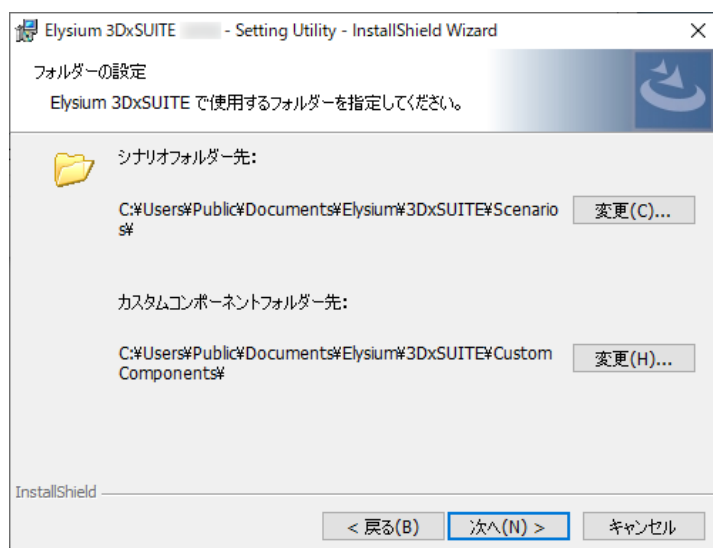 Elysium 3DxSUITE - Setting Utility - InstallShield Wizard
フォルダーの設定
Elysium 3DxSUITE で使用するフォルダーを指定してください。
シナリオフォルダー先:
C:¥Users¥Public¥Documents¥Elysium¥3DxSUITE¥Scenario
s¥
変更(C)...
カスタムコンポーネントフォルダー先:
C:¥Users¥Public¥Documents¥Elysium¥3DxSUITE¥Custom
Components¥
変更(H)...
InstallShield
< 戻る(B)
次へ(N) >
キャンセル